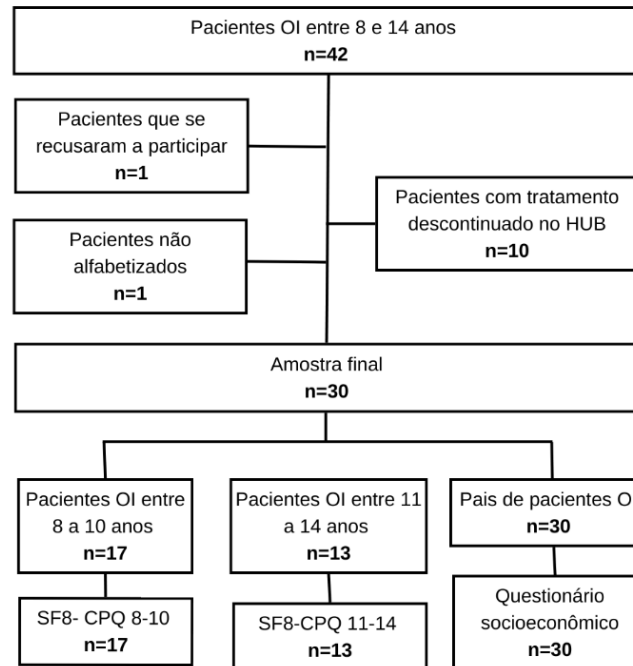 Pacientes OI entre 8 e 14 anos
n=42
Pacientes que se
recusaram a participar
n=1
Pacientes com tratamento
descontinuado no HUB
n=10
Pacientes não
alfabetizados
n=1
Amostra final
n=30
Pacientes OI entre
8 a 10 anos
n=17
Pacientes OI entre 11
a 14 anos
n=13
Pais de pacientes O
n=30
SF8- CPQ 8-10
n=17
SF8-CPQ 11-14
n=13
Questionário
socioeconômico
n=30